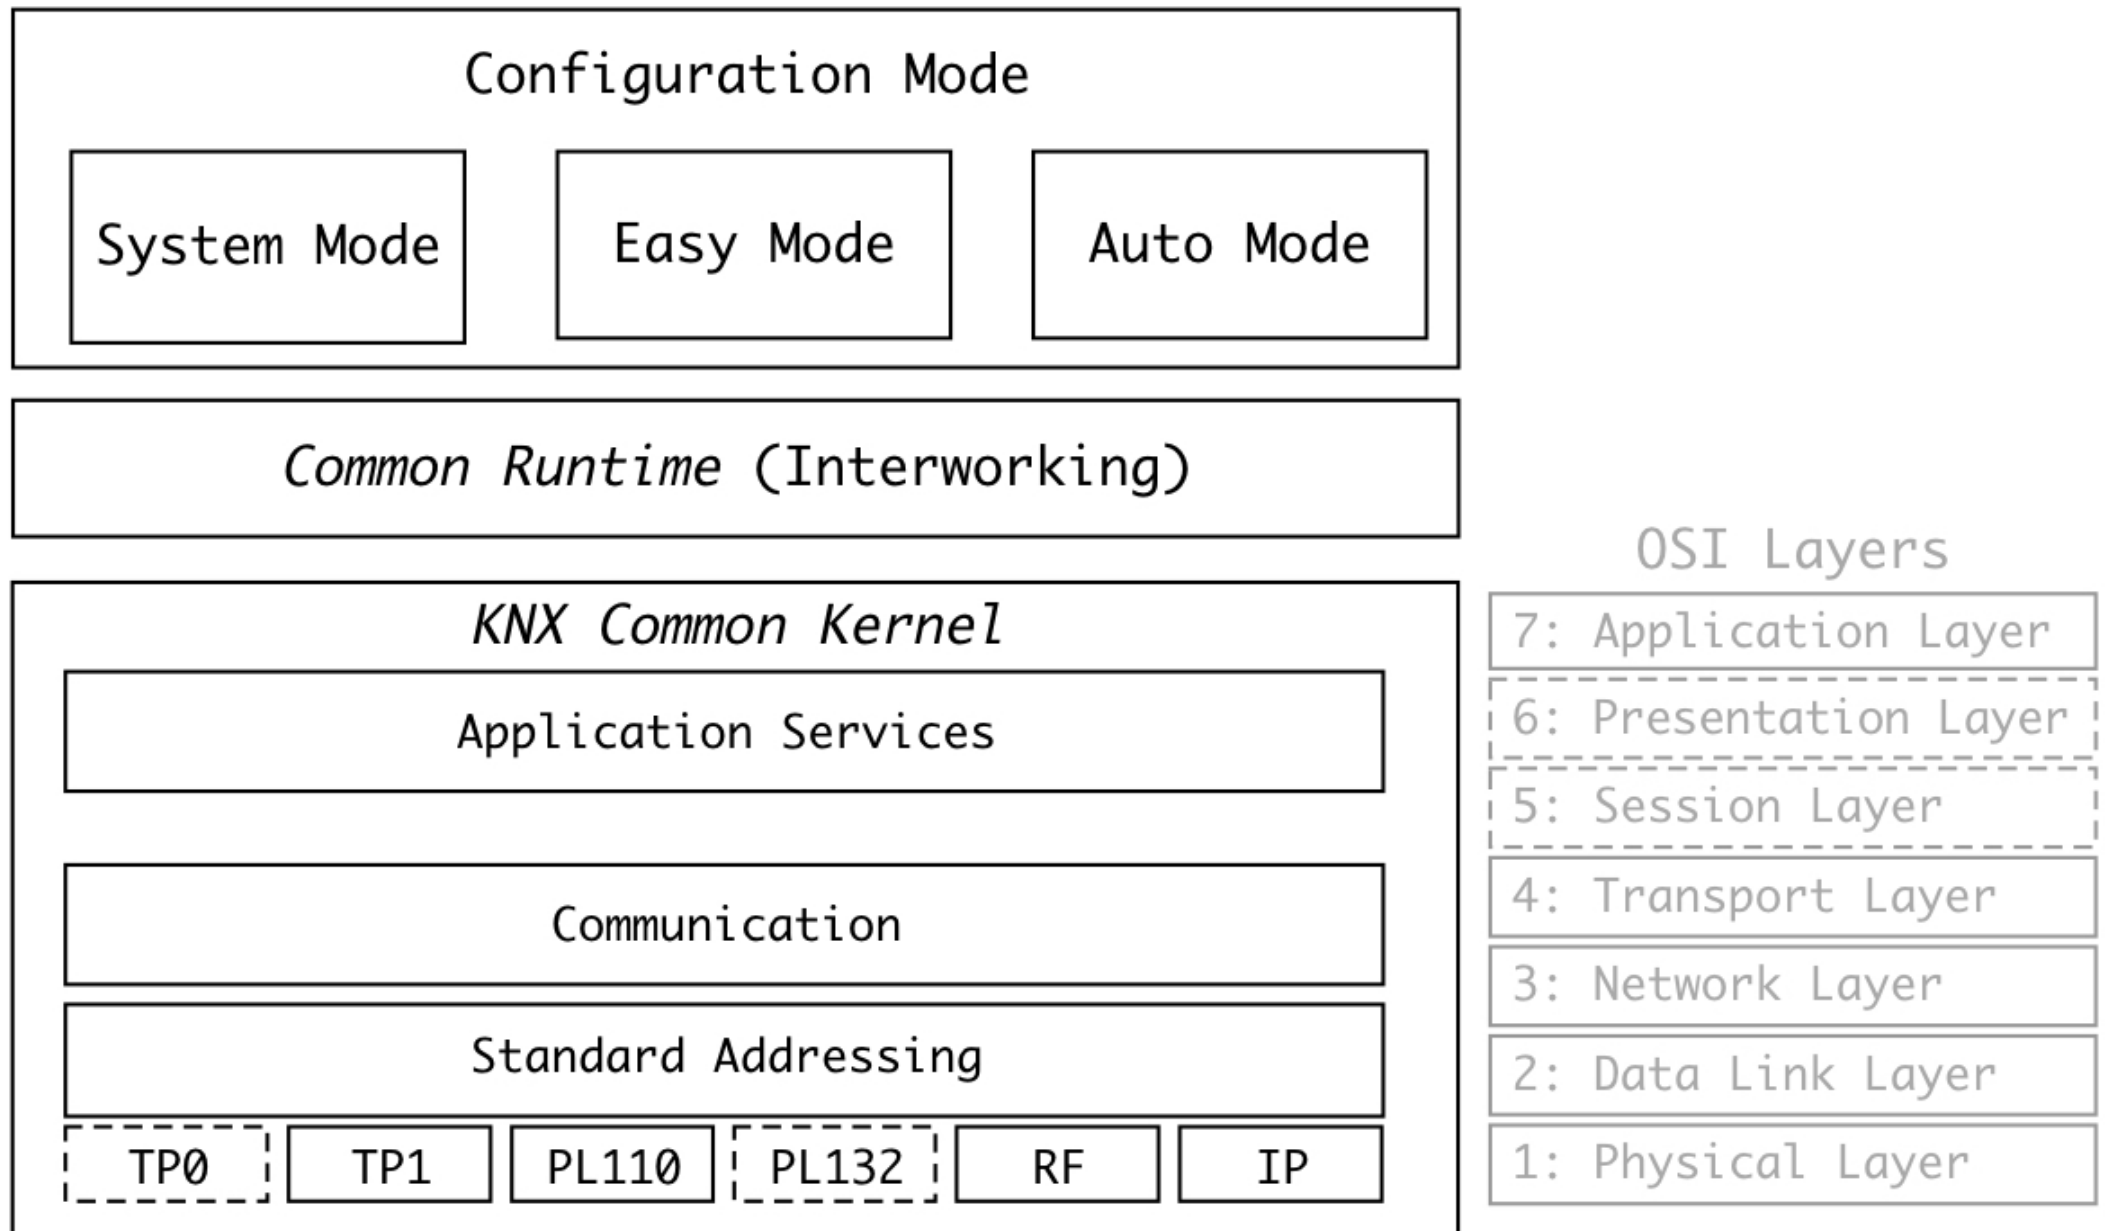 Configuration Mode
System Mode
Easy Mode
Auto Mode
Common Runtime (Interworking)
KNX Common Kernel
Application Services
Communication
Standard Addressing
TP0
TP1
PL110
PL132
RF
IP
OSI Layers
7: Application Layer
6: Presentation Layer
5: Session Layer
4: Transport Layer
3: Network Layer
2: Data Link Layer
1: Physical Layer